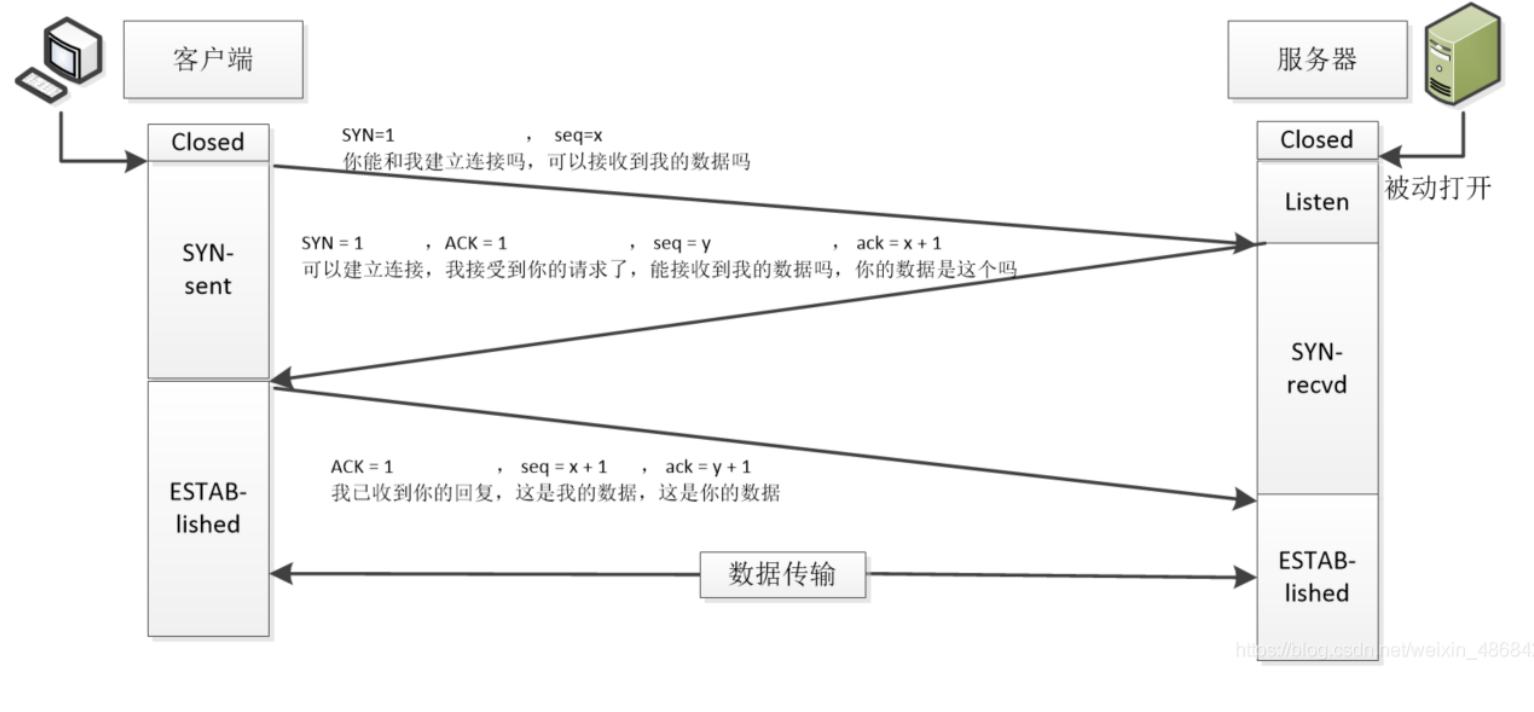 客户端
服务器
Closed
Closed
被动打开
SYN=1 , seq=x
你能和我建立连接吗，可以接收到我的数据吗
Listen
SYN-
sent
SYN = 1 , ACK = 1 , seq = y , ack = x + 1
可以建立连接，我接受到你的请求了，能接收到我的数据吗，你的数据是这个吗
SYN-
recvd
ACK = 1 , seq = x + 1 , ack = y + 1
我已收到你的回复，这是我的数据，这是你的数据
ESTAB-
lished
数据传输
ESTAB-
lished
https://blog.csdn.net/weixin_48684